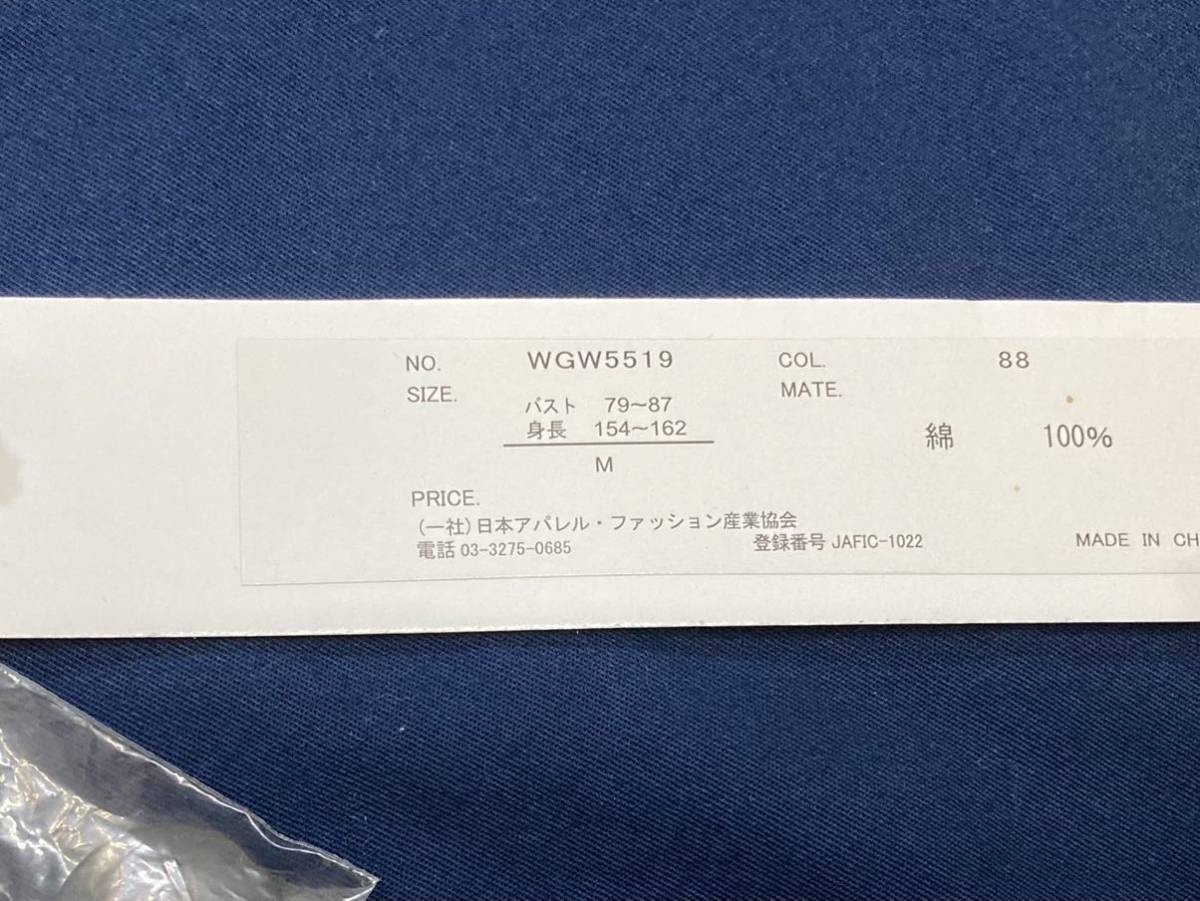 NO. WGW5519 COL. 88
SIZE. MATE.
バスト 79〜87
身長 154〜162
綿 100%
M
PRICE.
(一社)日本アパレル・ファッション産業協会
電話 03-3275-0685 登録番号 JAFIC-1022 MADE IN CH